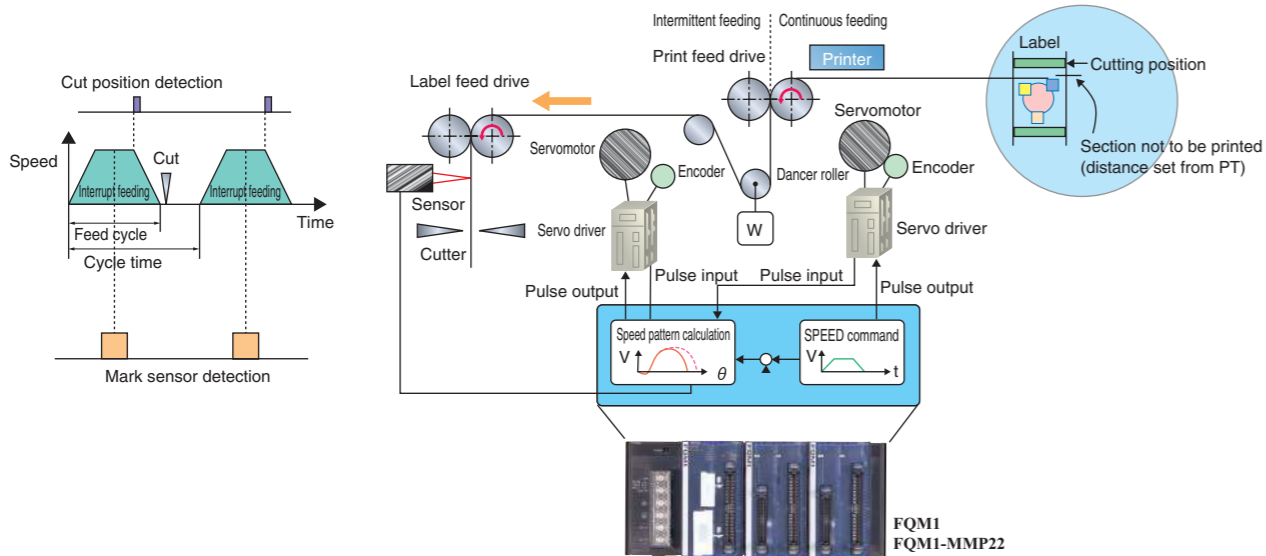 Cut position detection
Speed
Cut
Interrupt feeding
Interrupt feeding
Time
Feed cycle
Cycle time
Mark sensor detection
Intermittent feeding
Continuous feeding
Print feed drive
Printer
Label feed drive
Servomotor
Encoder
Sensor
Cutter
Servo driver
Dancer roller
W
Servomotor
Encoder
Servo driver
Label
Cutting position
Section not to be printed
(distance set from PT)
Pulse output
Pulse input
Pulse input
Pulse output
Speed pattern calculation
V
θ
SPEED command
V
t
FQM1
FQM1-MMP22